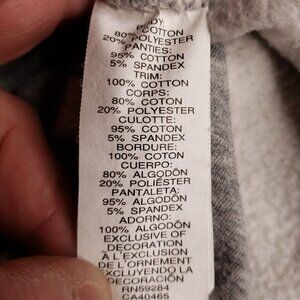 BODY:
80% COTTON
20% POLYESTER
PANTIES:
95% COTTON
5% SPANDEX
TRIM:
100% COTTON
CORPS:
80% COTON
20% POLYESTER
CULOTTE:
95% COTON
5% SPANDEX
BORDURE:
100% COTON
CUERPO:
80% ALGODÓN
20% POLIÉSTER
PANTALETA:
95% ALGODÓN
5% SPANDEX
ADORNO:
100% ALGODÓN
EXCLUSIVE OF
DECORATION
À L'EXCLUSION
DE L'ORNEMENT
EXCLUYENDO LA
DECORACIÓN
RN59284
CA40465